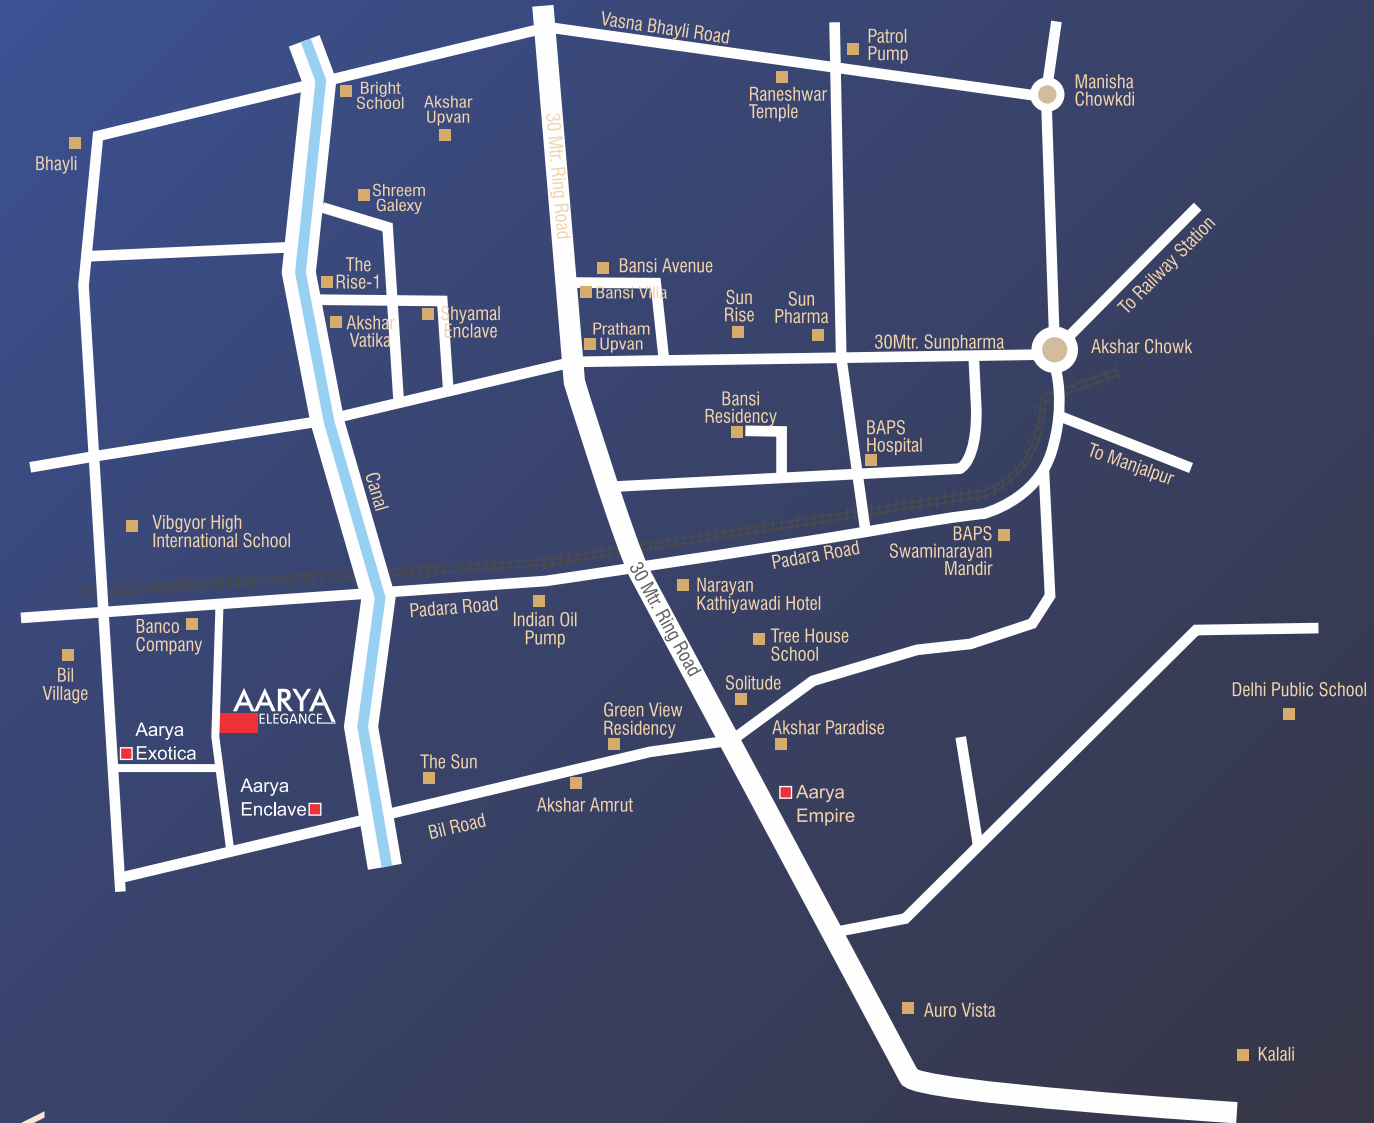 Vasna Bhayli Road
Patrol
Pump
Manisha
Chowkdi
Raneshwar
Temple
Bright
School
Akshar
Upvan
Bhayli
30 Mtr. Ring Road
Shreem
Galexy
To Railway Station
The
Rise-1
Bansi Avenue
Bansi Villa
Sun
Rise
Sun
Pharma
Akshar
Vatika
Shyamal
Enclave
Pratham
Upvan
30Mtr. Sunpharma
Akshar Chowk
Bansi
Residency
BAPS
Hospital
To Manjalpur
Canal
Vibgyor High
International School
BAPS
Swaminarayan
Mandir
Padara Road
Padara Road
30 Mtr. Ring Road
Narayan
Kathiyawadi Hotel
Indian Oil
Pump
Banco
Company
Tree House
School
Bil
Village
Solitude
Delhi Public School
AARYA
ELEGANCE
Green View
Residency
Akshar Paradise
Aarya
Exotica
The Sun
Aarya
Enclave
Akshar Amrut
Aarya
Empire
Bil Road
Auro Vista
Kalali